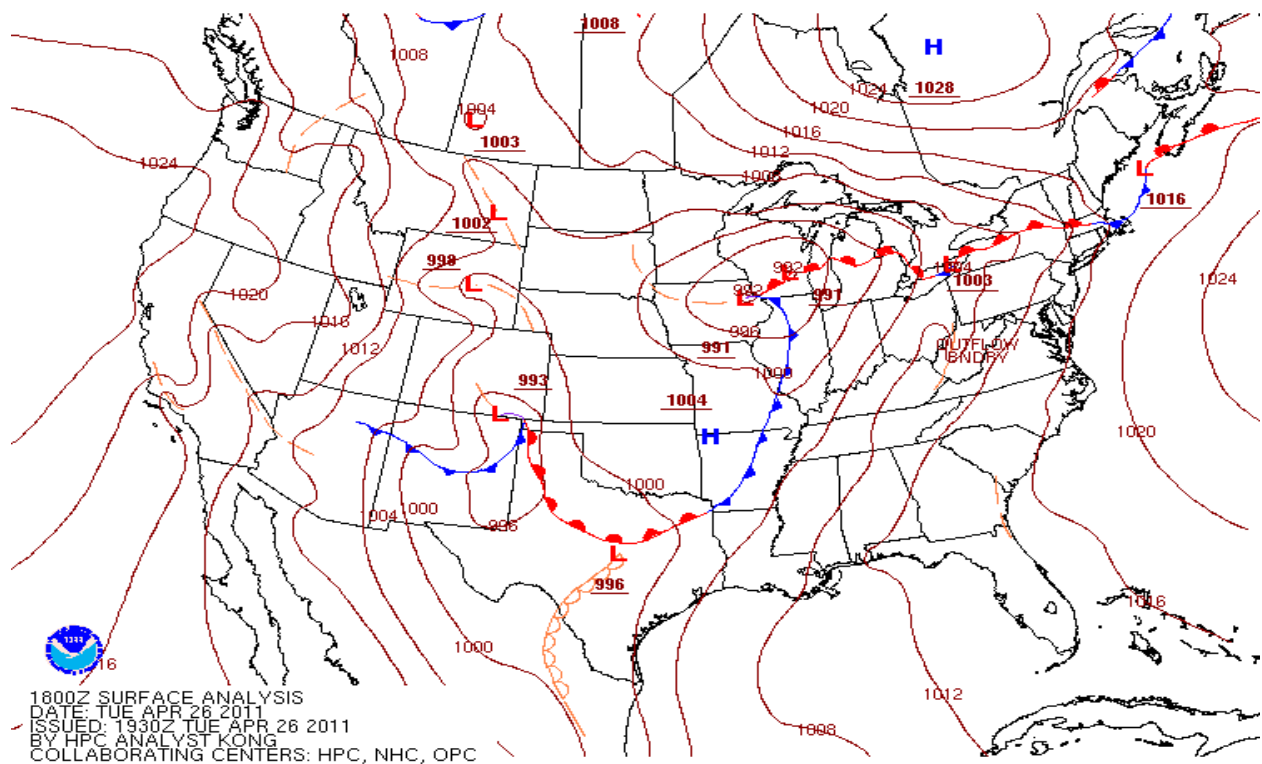 1008
1008
1004
1003
H
1028
1024
1020
1016
1012
1008
1024
1002
998
1020
1016
1012
993
1004
992
992
991
996
991
1000
1004
1003
OUTFLOW
BNDRY
1016
1024
1020
H
1000
1004
1000
996
996
1000
1016
1012
1008
L
L
L
L
L
L
L
L
L
16
1800Z SURFACE ANALYSIS
DATE: TUE APR 26 2011
ISSUED: 1930Z TUE APR 26 2011
BY HPC ANALYST KONG
COLLABORATING CENTERS: HPC, NHC, OPC